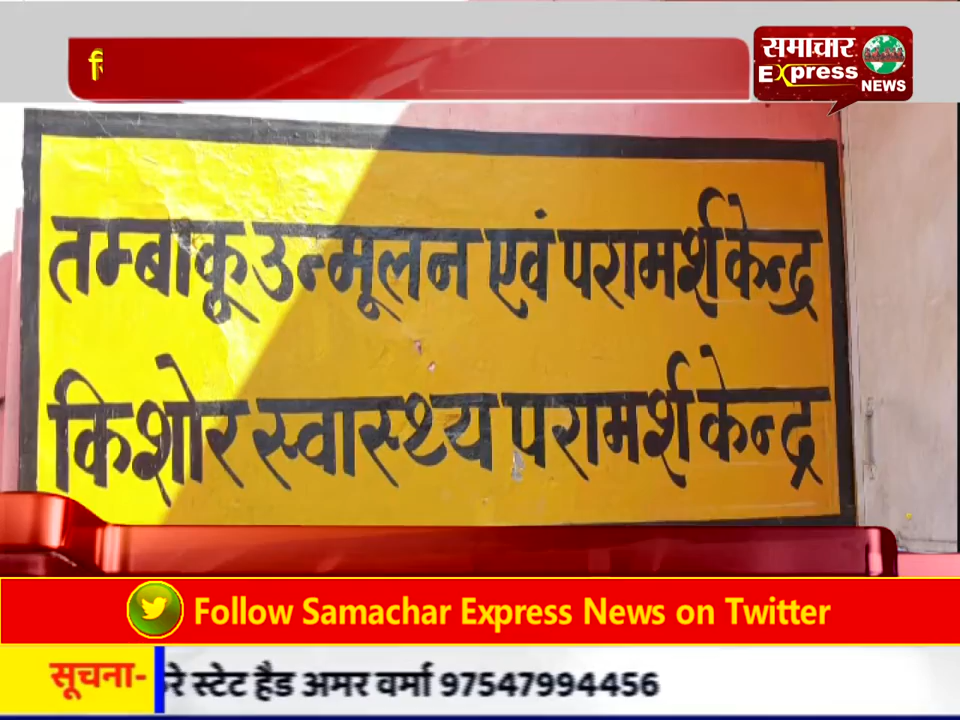 समाचार
Express
NEWS
तम्बाकू उन्मूलन एवं परामर्श केन्द्र
किशोर स्वास्थ्य परामर्श केन्द्र
Follow Samachar Express News on Twitter
सूचना- रे स्टेट हैड अमर वर्मा 97547994456